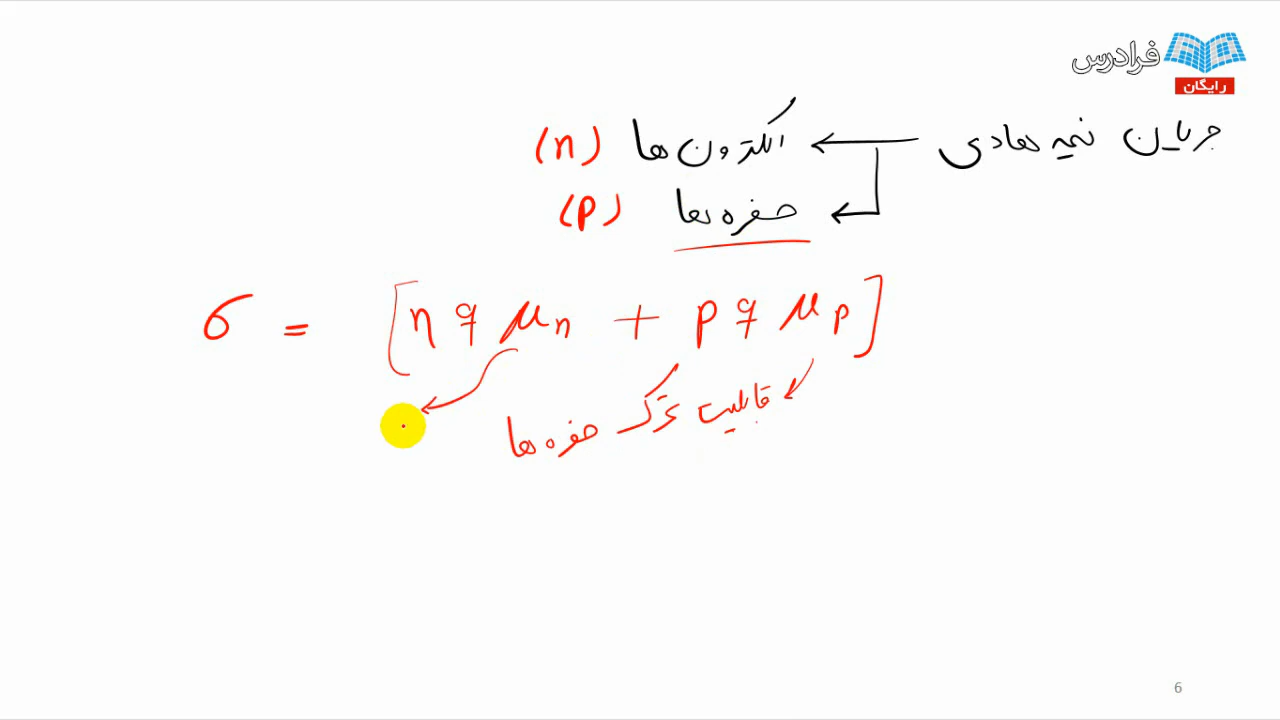 فرادرس
رایگان
جریان نیمه هادی ← الکترون ها (n)
حفره ها (p)
σ = [n q μn + p q μp]
قابلیت تحرک حفره ها
6